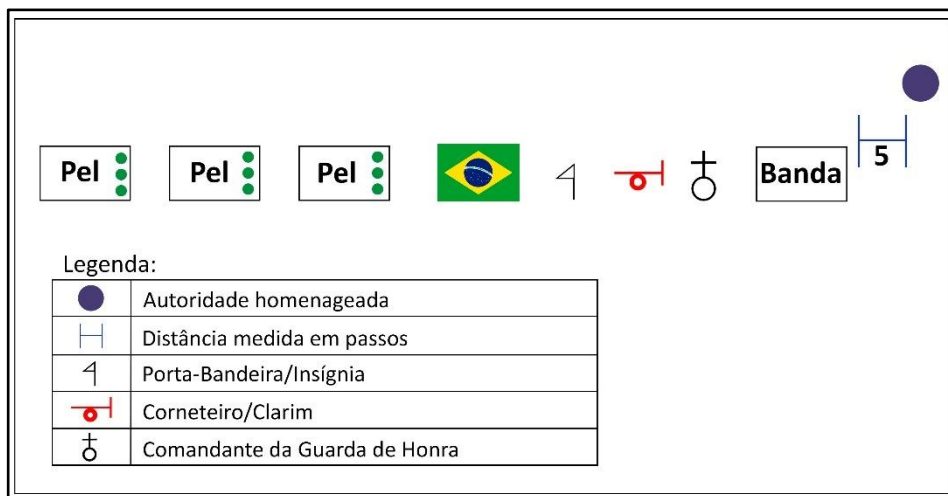 Pel Pel Pel Banda 5
Legenda:
Autoridade homenageada
Distância medida em passos
Porta-Bandeira/Insígnia
Corneteiro/Clarim
Comandante da Guarda de Honra